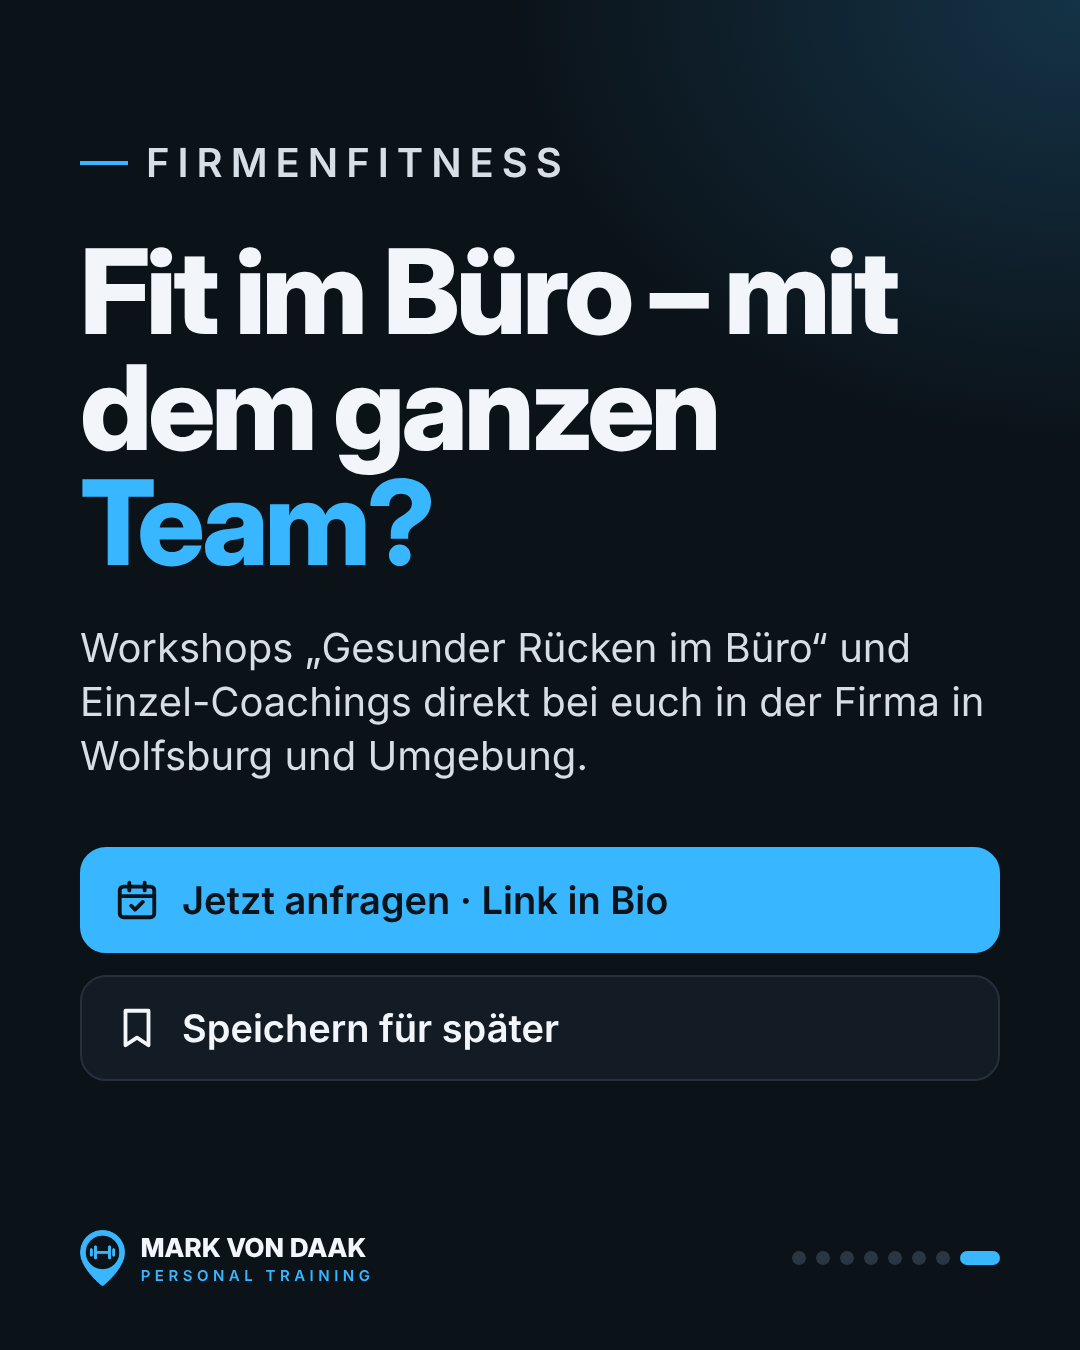 FIRMENFITNESS
Fit im Büro – mit
dem ganzen
Team?
Workshops „Gesunder Rücken im Büro“ und
Einzel-Coachings direkt bei euch in der Firma in
Wolfsburg und Umgebung.
Jetzt anfragen · Link in Bio
Speichern für später
MARK VON DAAK
PERSONAL TRAINING